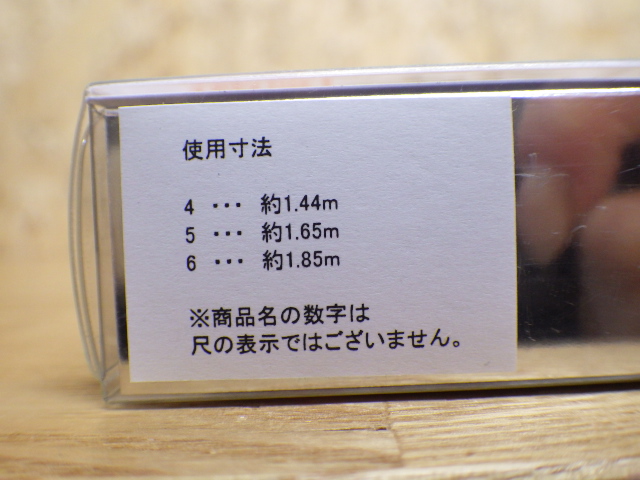 使用寸法
4 ･･･ 約1.44m
5 ･･･ 約1.65m
6 ･･･ 約1.85m
※商品名の数字は
尺の表示ではございません。